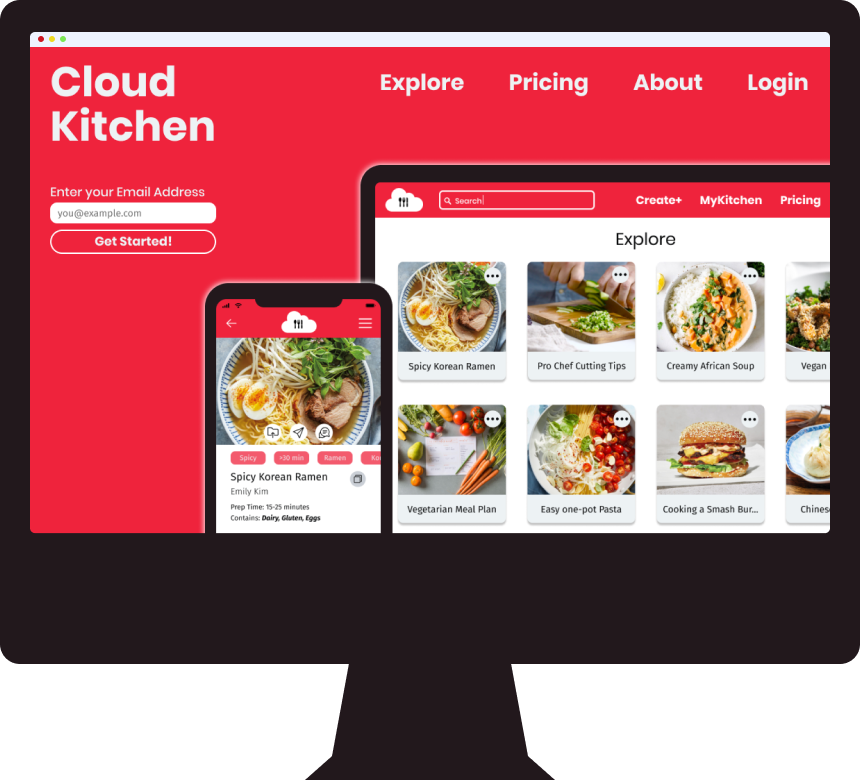 Cloud
Kitchen
Explore Pricing About Login
Enter your Email Address
you@example.com
Get Started!
Search
Create+ MyKitchen Pricing
Explore
Spicy Korean Ramen
Pro Chef Cutting Tips
Creamy African Soup
Vegan
Vegetarian Meal Plan
Easy one-pot Pasta
Cooking a Smash Bur...
Chines
Spicy >30 min Ramen Ko
Spicy Korean Ramen
Emily Kim
Prep Time: 15-25 minutes
Contains: Dairy, Gluten, Eggs